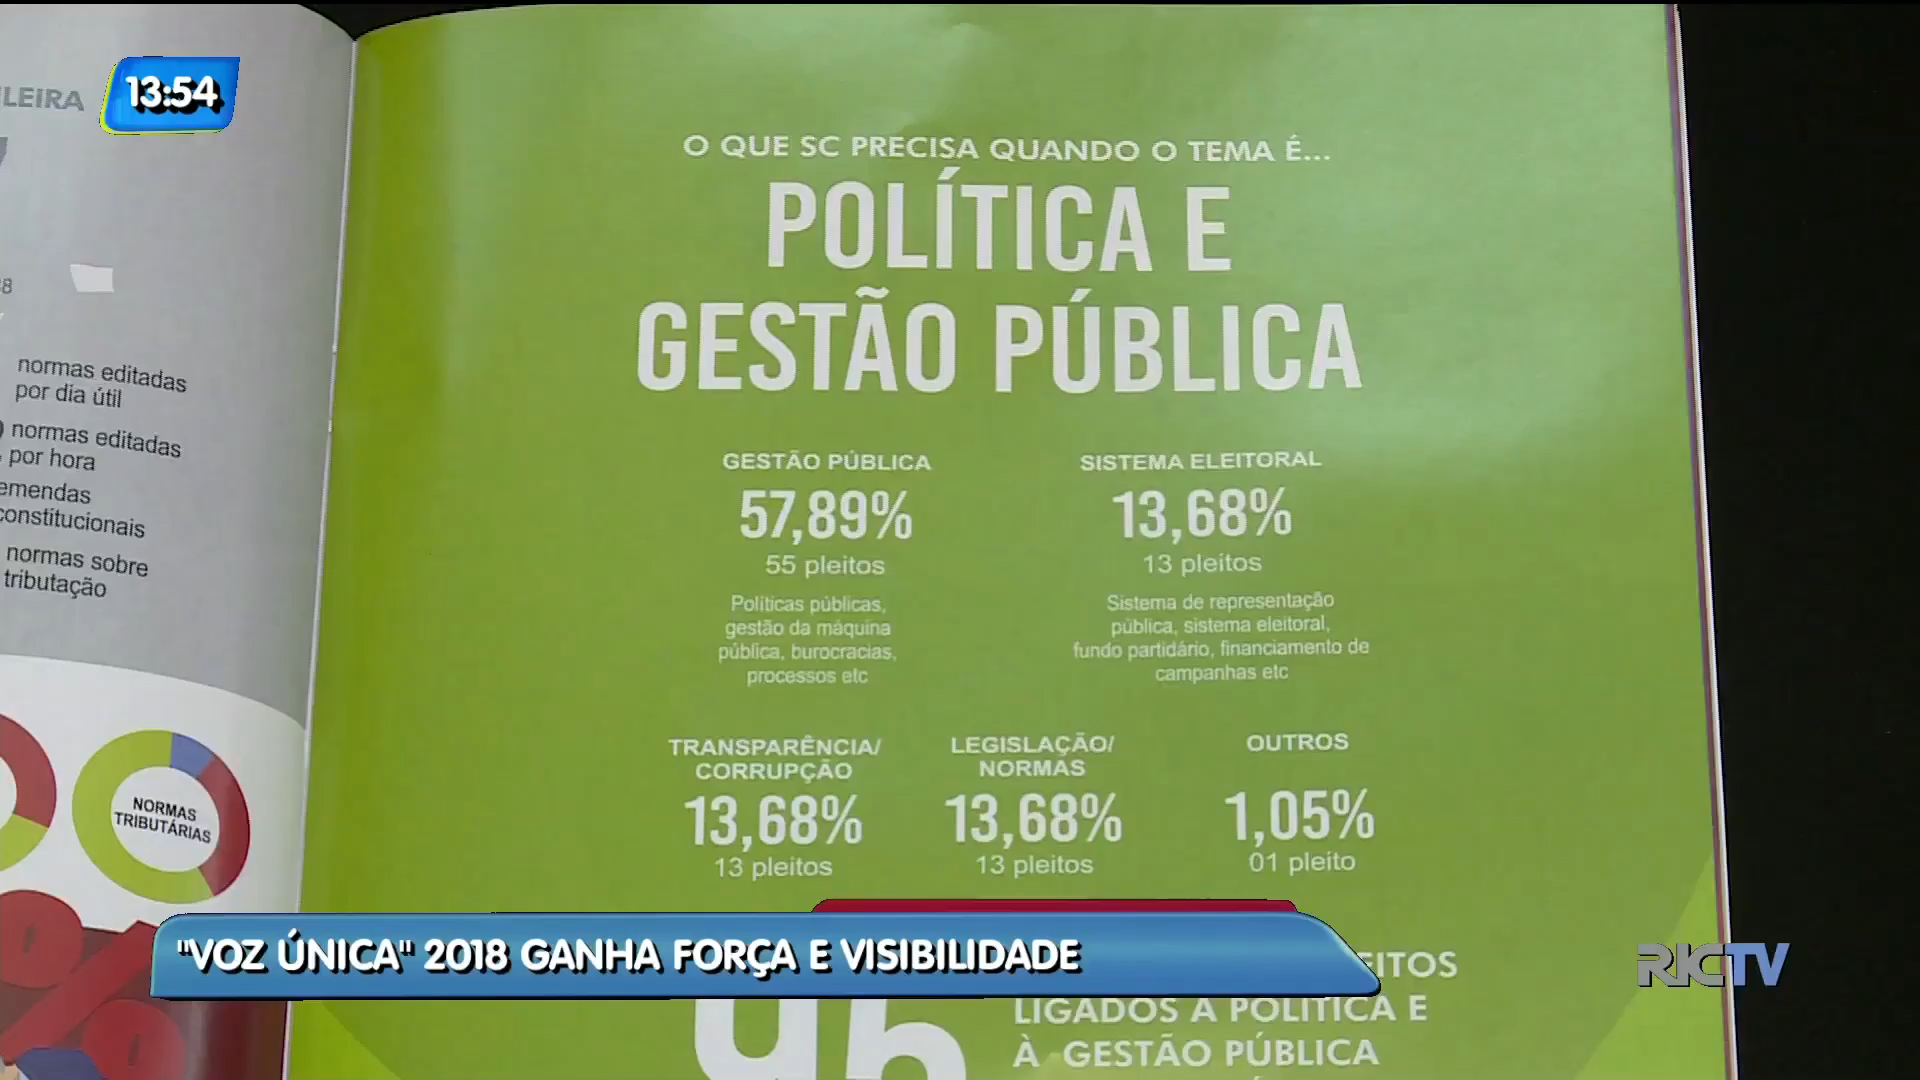 LEIRA
13:54
normas editadas
por dia útil
normas editadas
por hora
emendas
constitucionais
normas sobre
tributação
NORMAS
TRIBUTÁRIAS
%
O QUE SC PRECISA QUANDO O TEMA É...
POLÍTICA E
GESTÃO PÚBLICA
GESTÃO PÚBLICA
57,89%
55 pleitos
Políticas públicas,
gestão da máquina
pública, burocracias,
processos etc
SISTEMA ELEITORAL
13,68%
13 pleitos
Sistema de representação
pública, sistema eleitoral,
fundo partidário, financiamento de
campanhas etc
TRANSPARÊNCIA/
CORRUPÇÃO
13,68%
13 pleitos
LEGISLAÇÃO/
NORMAS
13,68%
13 pleitos
OUTROS
1,05%
01 pleito
95
EITOS
LIGADOS A POLÍTICA E
À GESTÃO PÚBLICA
"VOZ ÚNICA" 2018 GANHA FORÇA E VISIBILIDADE
RICTV